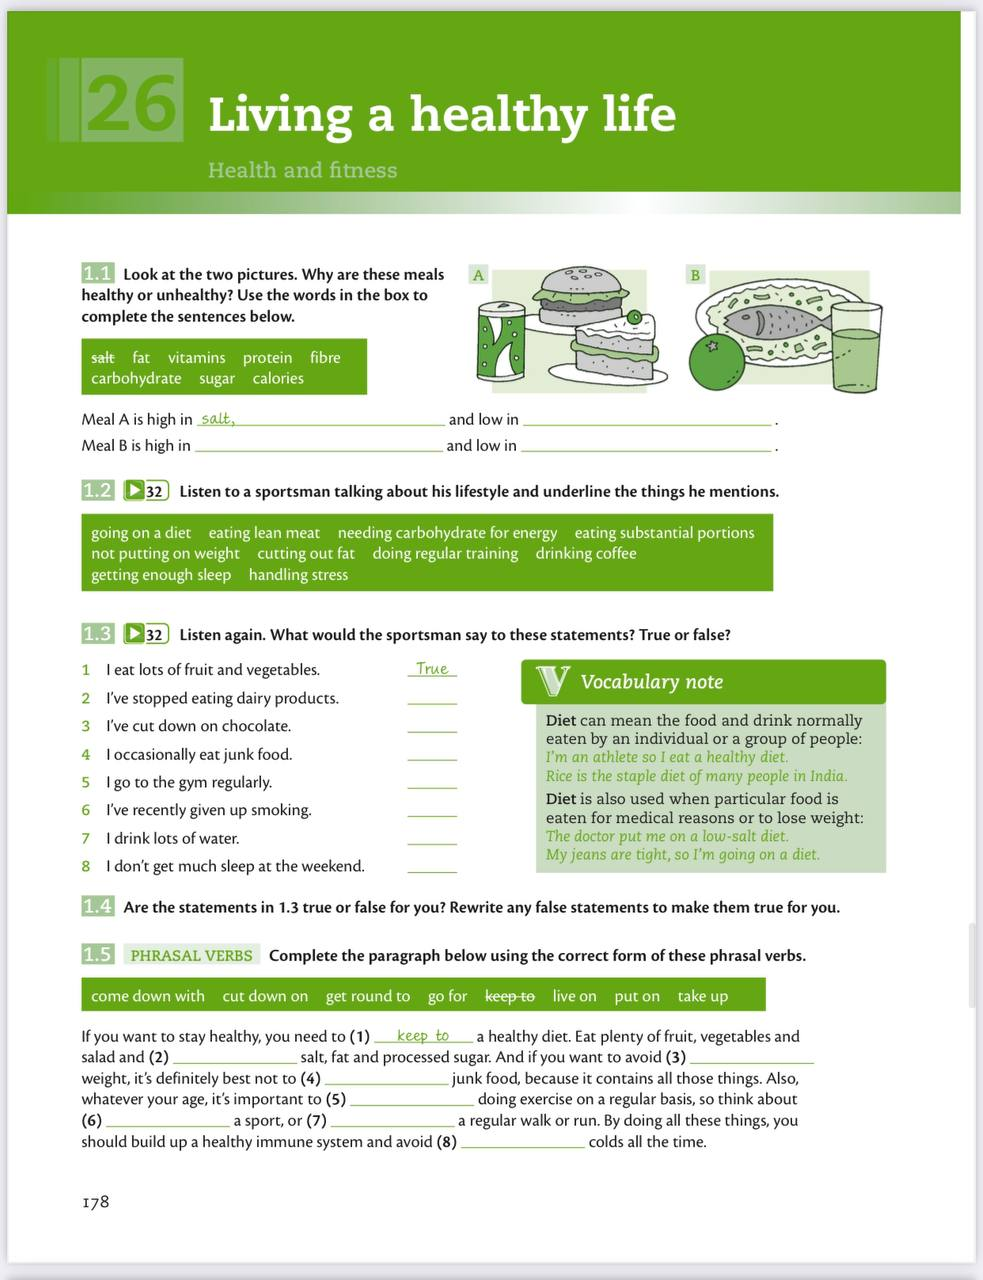 26
Living a healthy life
Health and fitness
1.1 Look at the two pictures. Why are these meals
healthy or unhealthy? Use the words in the box to
complete the sentences below.
A
B
salt fat vitamins protein fibre
carbohydrate sugar calories
Meal A is high in salt, and low in .
Meal B is high in and low in .
1.2 32 Listen to a sportsman talking about his lifestyle and underline the things he mentions.
going on a diet eating lean meat needing carbohydrate for energy eating substantial portions
not putting on weight cutting out fat doing regular training drinking coffee
getting enough sleep handling stress
1.3 32 Listen again. What would the sportsman say to these statements? True or false?
1 I eat lots of fruit and vegetables. True
2 I've stopped eating dairy products.
3 I've cut down on chocolate.
4 I occasionally eat junk food.
5 I go to the gym regularly.
6 I've recently given up smoking.
7 I drink lots of water.
8 I don't get much sleep at the weekend.
V Vocabulary note
Diet can mean the food and drink normally
eaten by an individual or a group of people:
I'm an athlete so I eat a healthy diet.
Rice is the staple diet of many people in India.
Diet is also used when particular food is
eaten for medical reasons or to lose weight:
The doctor put me on a low-salt diet.
My jeans are tight, so I'm going on a diet.
1.4 Are the statements in 1.3 true or false for you? Rewrite any false statements to make them true for you.
1.5 PHRASAL VERBS Complete the paragraph below using the correct form of these phrasal verbs.
come down with cut down on get round to go for keep to live on put on take up
If you want to stay healthy, you need to (1) keep to a healthy diet. Eat plenty of fruit, vegetables and
salad and (2) salt, fat and processed sugar. And if you want to avoid (3)
weight, it's definitely best not to (4) junk food, because it contains all those things. Also,
whatever your age, it's important to (5) doing exercise on a regular basis, so think about
(6) a sport, or (7) a regular walk or run. By doing all these things, you
should build up a healthy immune system and avoid (8) colds all the time.
178